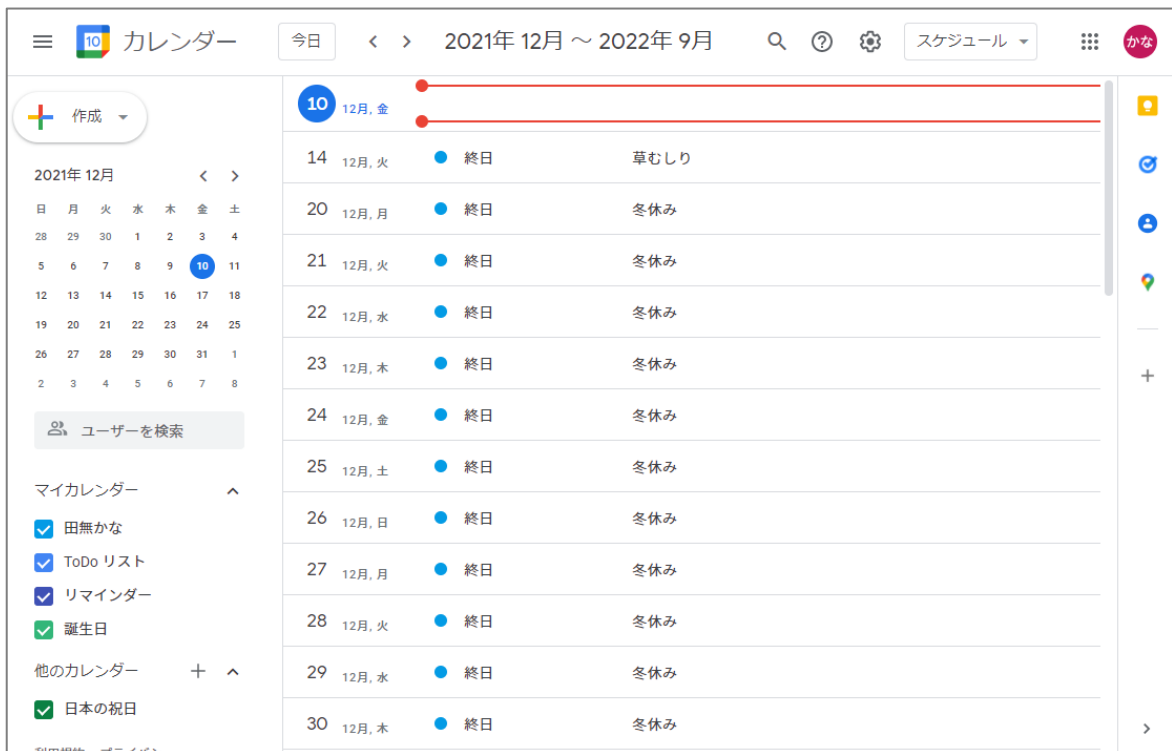 10 カレンダー 今日 2021年 12月 ～ 2022年 9月 スケジュール かな
作成
2021年 12月
日 月 火 水 木 金 土
28 29 30 1 2 3 4
5 6 7 8 9 10 11
12 13 14 15 16 17 18
19 20 21 22 23 24 25
26 27 28 29 30 31 1
2 3 4 5 6 7 8
ユーザーを検索
マイカレンダー
田無かな
ToDo リスト
リマインダー
誕生日
他のカレンダー
日本の祝日
10 12月, 金
14 12月, 火 終日 草むしり
20 12月, 月 終日 冬休み
21 12月, 火 終日 冬休み
22 12月, 水 終日 冬休み
23 12月, 木 終日 冬休み
24 12月, 金 終日 冬休み
25 12月, 土 終日 冬休み
26 12月, 日 終日 冬休み
27 12月, 月 終日 冬休み
28 12月, 火 終日 冬休み
29 12月, 水 終日 冬休み
30 12月, 木 終日 冬休み